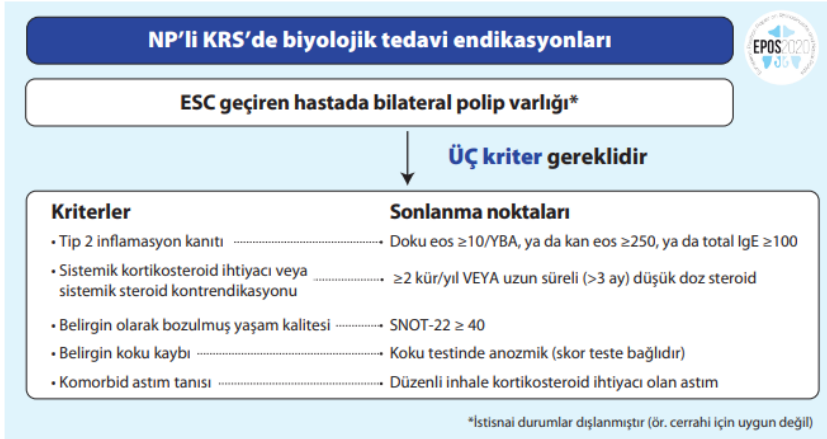 NP'li KRS'de biyolojik tedavi endikasyonları
EPOS2020
ESC geçiren hastada bilateral polip varlığı*
ÜÇ kriter gereklidir
Kriterler
Sonlanma noktaları
• Tip 2 inflamasyon kanıtı
Doku eos ≥10/YBA, ya da kan eos ≥250, ya da total IgE ≥100
• Sistemik kortikosteroid ihtiyacı veya
sistemik steroid kontrendikasyonu
≥2 kür/yıl VEYA uzun süreli (>3 ay) düşük doz steroid
• Belirgin olarak bozulmuş yaşam kalitesi
SNOT-22 ≥ 40
• Belirgin koku kaybı
Koku testinde anozmik (skor teste bağlıdır)
• Komorbid astım tanısı
Düzenli inhale kortikosteroid ihtiyacı olan astım
*İstisnai durumlar dışlanmıştır (ör. cerrahi için uygun değil)